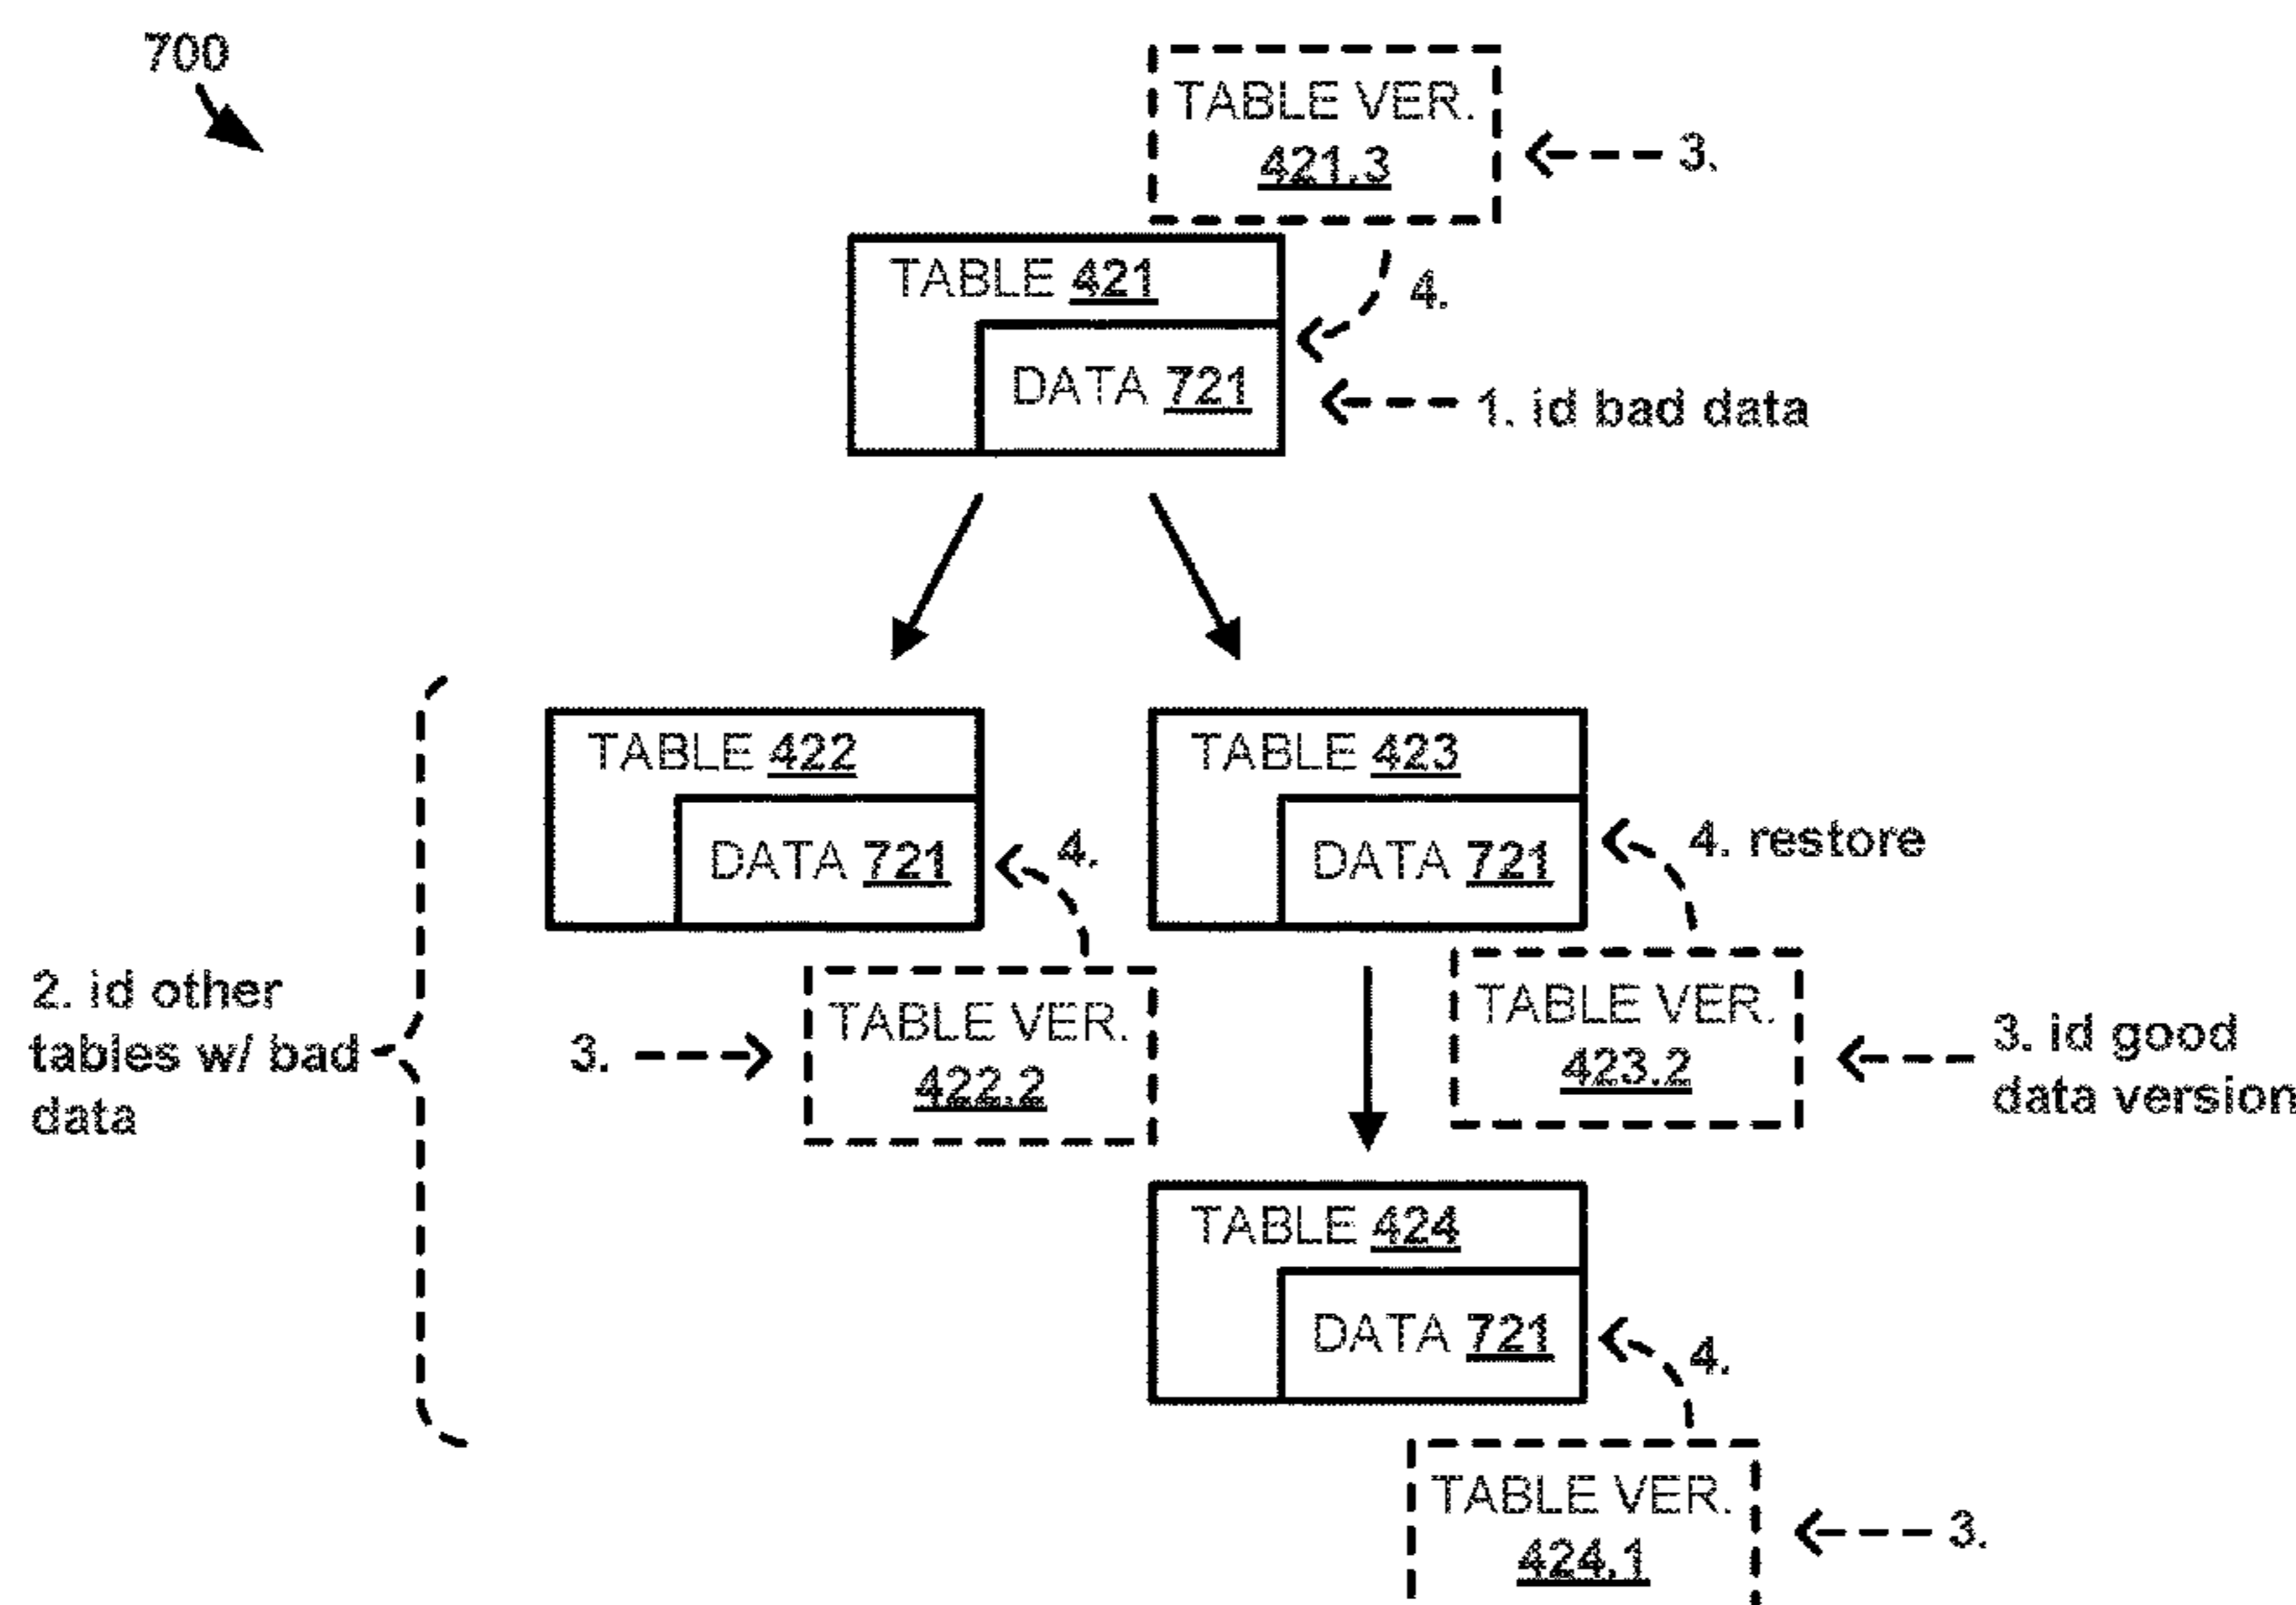 700
TABLE VER.
421.3
3.
TABLE 421
4.
DATA 721
1. id bad data
TABLE 422
DATA 721
4.
TABLE 423
DATA 721
4. restore
2. id other
tables w/ bad
data
3.
TABLE VER.
422.2
TABLE VER.
423.2
3. id good
data version
TABLE 424
DATA 721
4.
TABLE VER.
424.1
3.